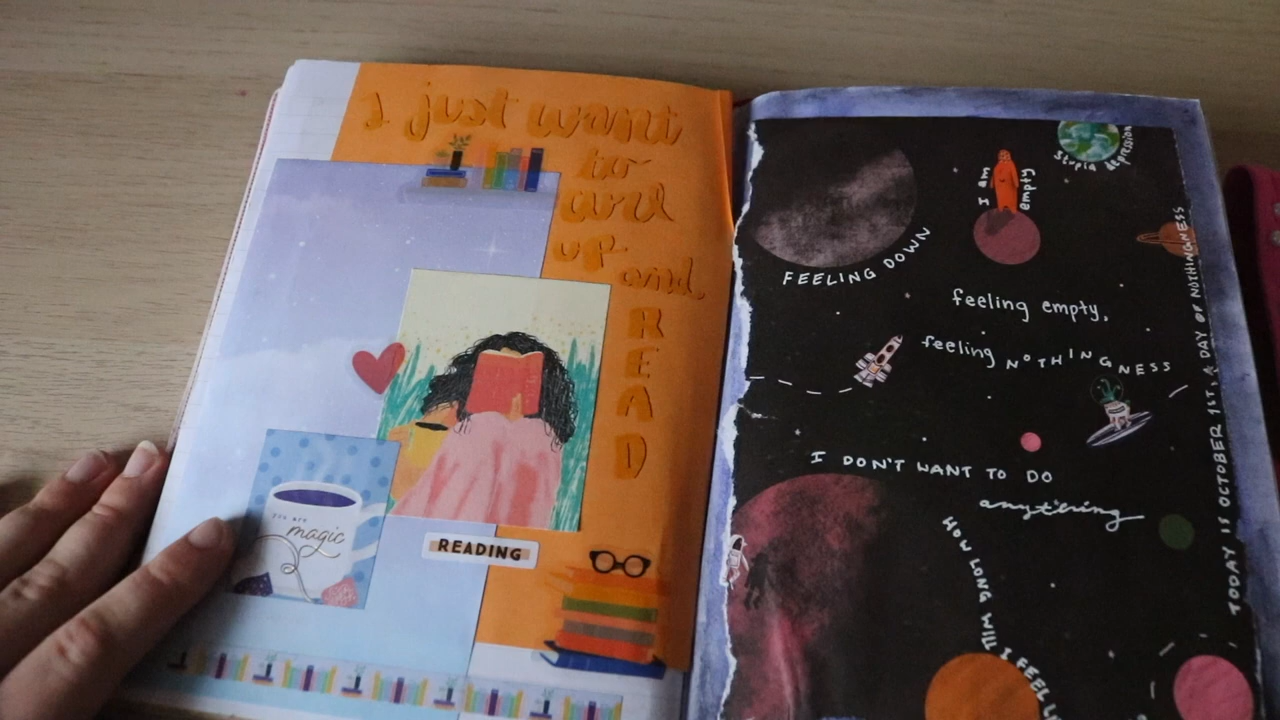 I just want
to
curl
up
and
READ
you are
magic
READING
stupid depression
I am empty
FEELING DOWN
feeling empty,
feeling NOTHINGNESS
I DON'T WANT TO DO
anything
HOW LONG WILL I FEEL
TODAY IS OCTOBER 1ST, A DAY OF NOTHINGNESS